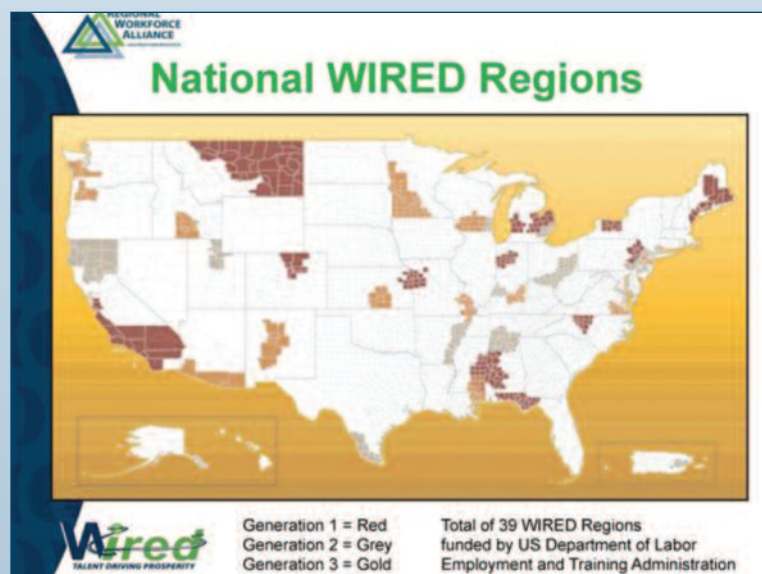 REGIONAL
WORKFORCE
ALLIANCE
National WIRED Regions
Wired
TALENT DRIVING PROSPERITY
Generation 1 = Red
Generation 2 = Grey
Generation 3 = Gold
Total of 39 WIRED Regions
funded by US Department of Labor
Employment and Training Administration